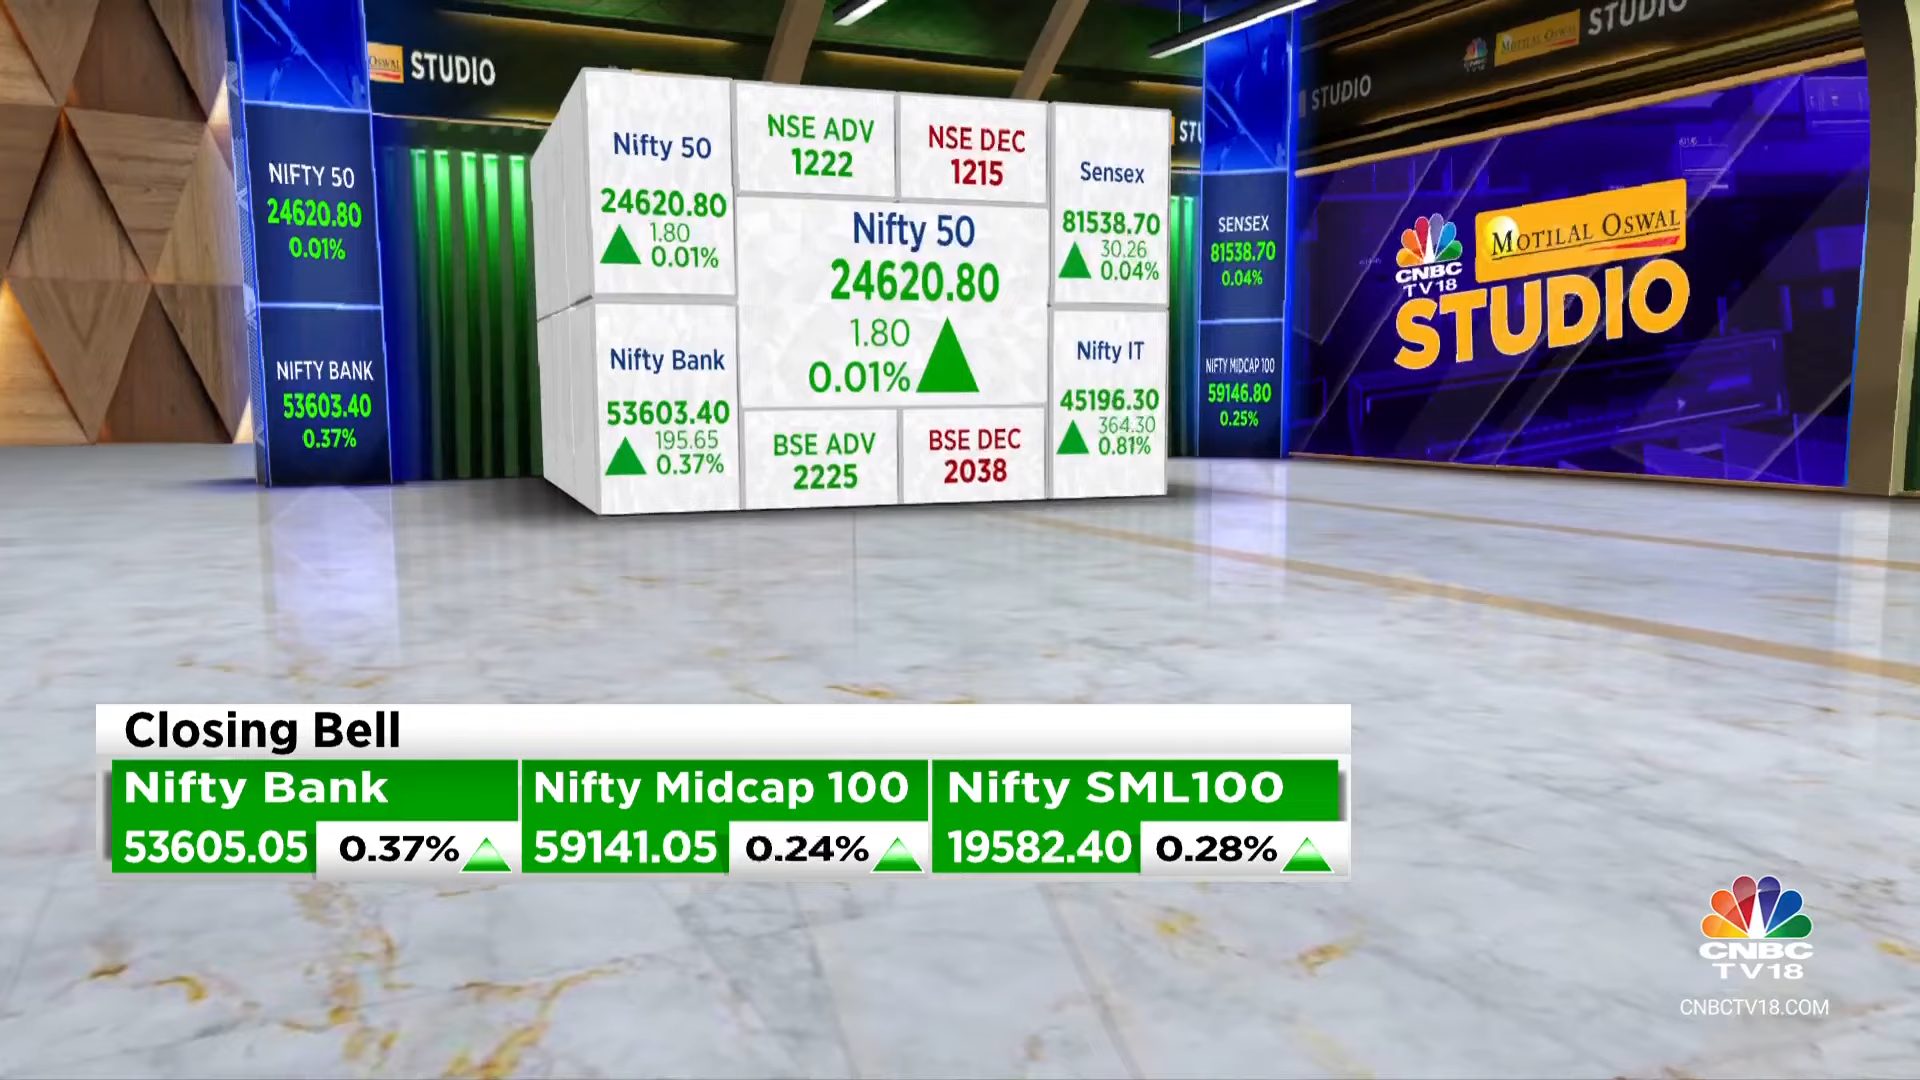 OSWAL STUDIO
NIFTY 50
24620.80
0.01%
NIFTY BANK
53603.40
0.37%
Nifty 50
24620.80
1.80
0.01%
Nifty Bank
53603.40
195.65
0.37%
NSE ADV
1222
NSE DEC
1215
Nifty 50
24620.80
1.80
0.01%
BSE ADV
2225
BSE DEC
2038
Sensex
81538.70
30.26
0.04%
Nifty IT
45196.30
364.30
0.81%
STU
SENSEX
81538.70
0.04%
NIFTY MIDCAP 100
59146.80
0.25%
STUDIO
MOTILAL OSWAL STUDIO
CNBC
TV18
MOTILAL OSWAL
STUDIO
Closing Bell
Nifty Bank
53605.05 0.37%
Nifty Midcap 100
59141.05 0.24%
Nifty SML100
19582.40 0.28%
CNBC
TV18
CNBCTV18.COM